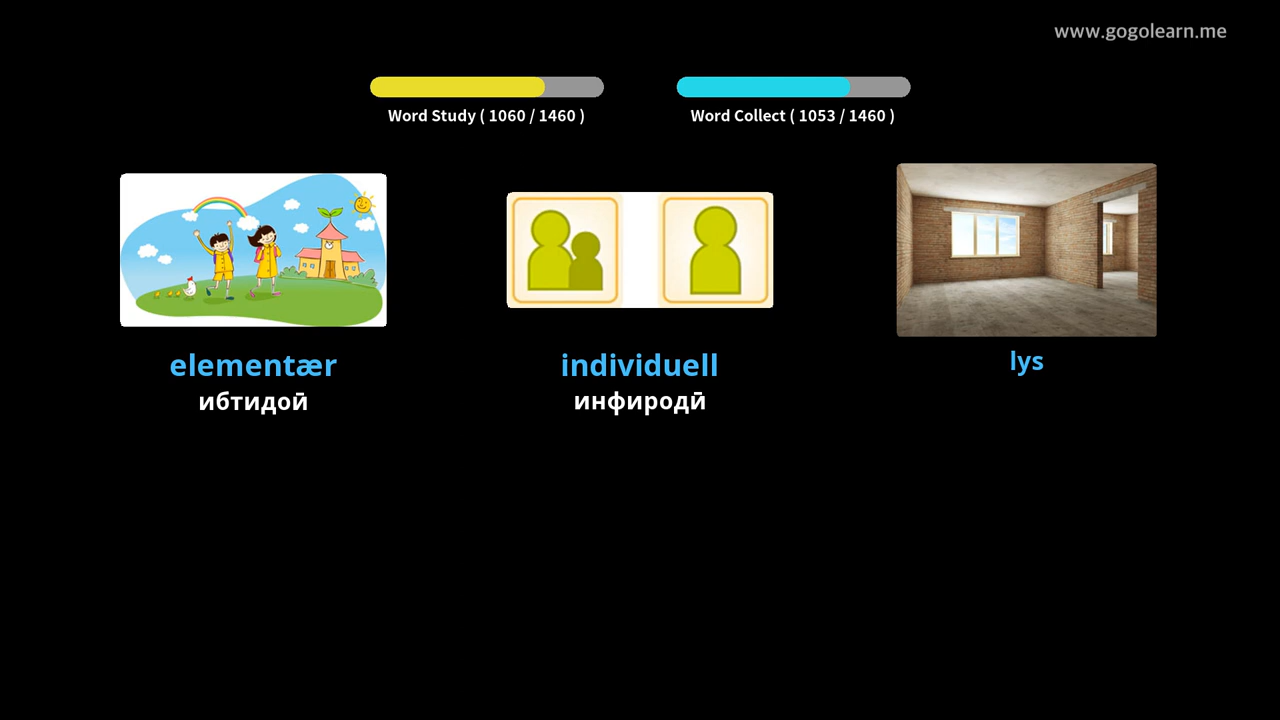 www.gogolearn.me
Word Study ( 1060 / 1460 )
Word Collect ( 1053 / 1460 )
elementær
ибтидоӣ
individuell
инфиродӣ
lys